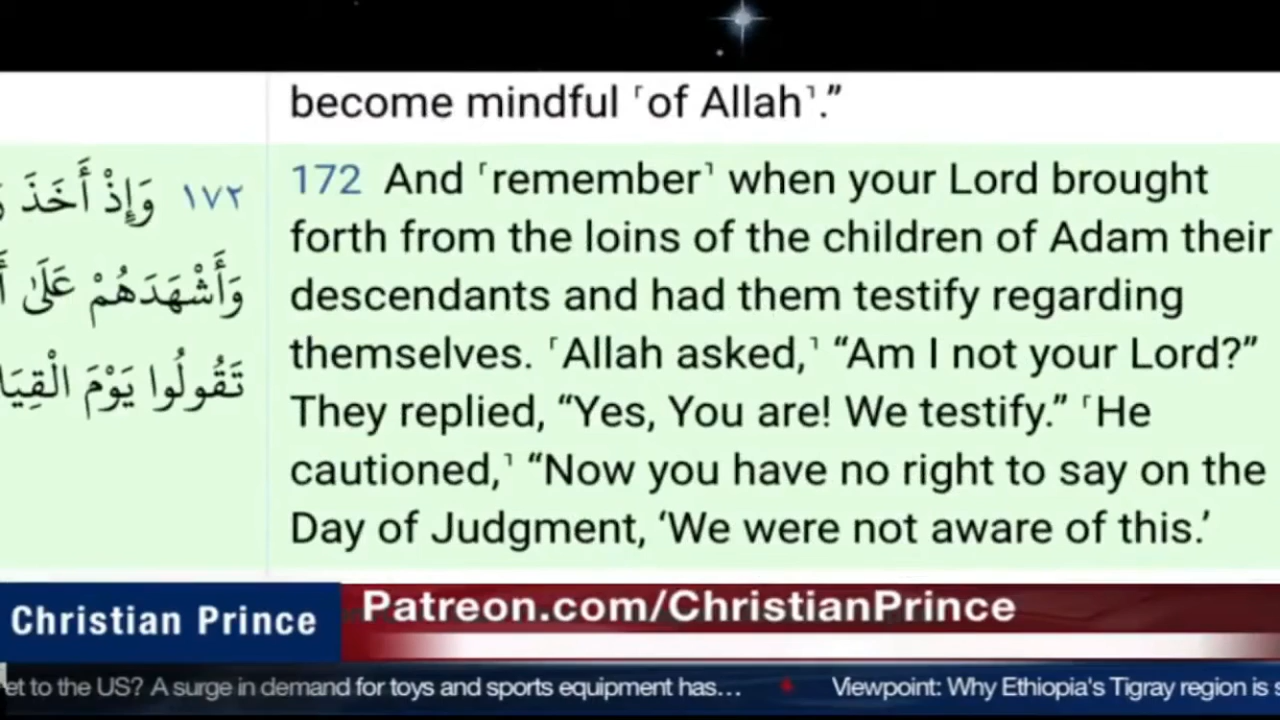 become mindful ⸢of Allah⸣.”
172 And ⸢remember⸣ when your Lord brought
forth from the loins of the children of Adam their
descendants and had them testify regarding
themselves. ⸢Allah asked,⸣ “Am I not your Lord?”
They replied, “Yes, You are! We testify.” ⸢He
cautioned,⸣ “Now you have no right to say on the
Day of Judgment, ‘We were not aware of this.’
١٧٢ وَإِذْ أَخَذَ
وَأَشْهَدَهُمْ عَلَىٰ
تَقُولُوا يَوْمَ
Christian Prince
Patreon.com/ChristianPrince
to the US? A surge in demand for toys and sports equipment has...
Viewpoint: Why Ethiopia's Tigray region is